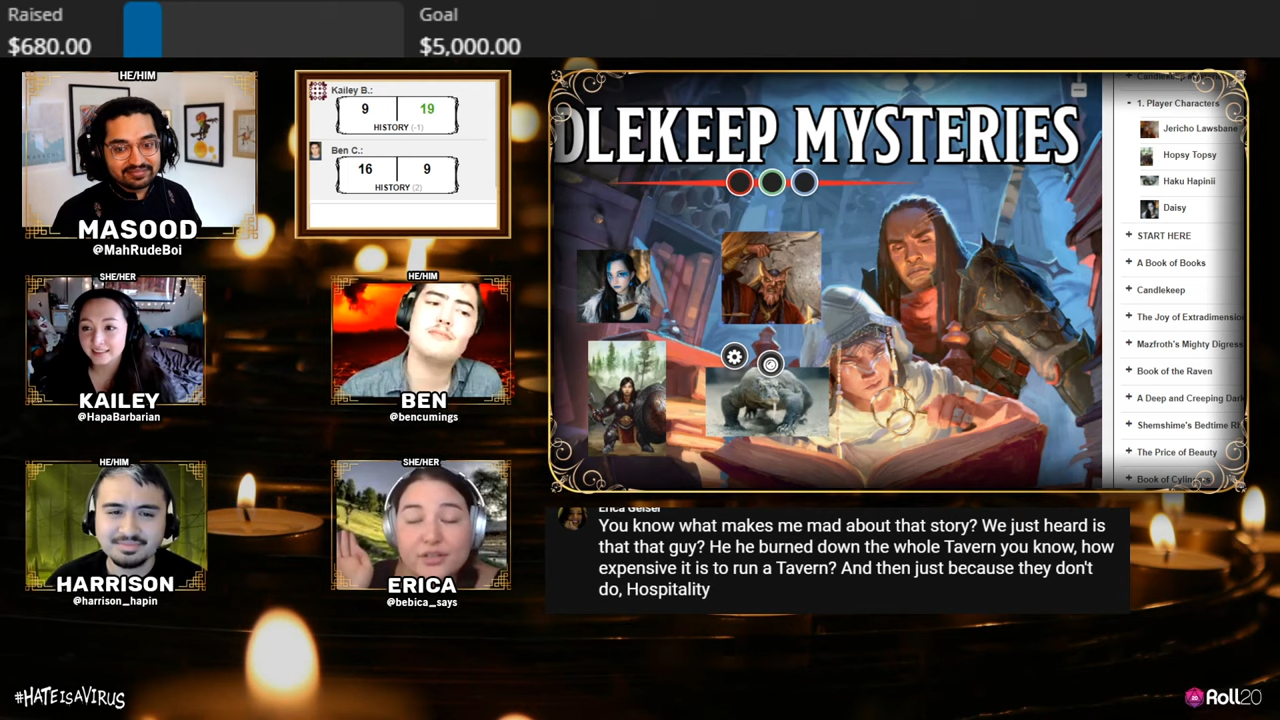 Raised
$680.00
Goal
$5,000.00
HE/HIM
MASOOD
@MahRudeBoi
Kailey B.:
9 19
HISTORY (-1)
Ben C.:
16 9
HISTORY (2)
SHE/HER
KAILEY
@HapaBarbarian
HE/HIM
BEN
@bencumings
HE/HIM
HARRISON
@harrison_hapin
SHE/HER
ERICA
@bebica_says
DLEKEEP MYSTERIES
1. Player Characters
Jericho Lawsbane
Hopsy Topsy
Haku Hapinii
Daisy
START HERE
A Book of Books
Candlekeep
The Joy of Extradimension
Mazfroth's Mighty Digress
Book of the Raven
A Deep and Creeping Dark
Shemshime's Bedtime Rh
The Price of Beauty
Book of Cylin
Erica Geisel
You know what makes me mad about that story? We just heard is
that that guy? He he burned down the whole Tavern you know, how
expensive it is to run a Tavern? And then just because they don't
do, Hospitality
#HATEISAVIRUS
Roll20